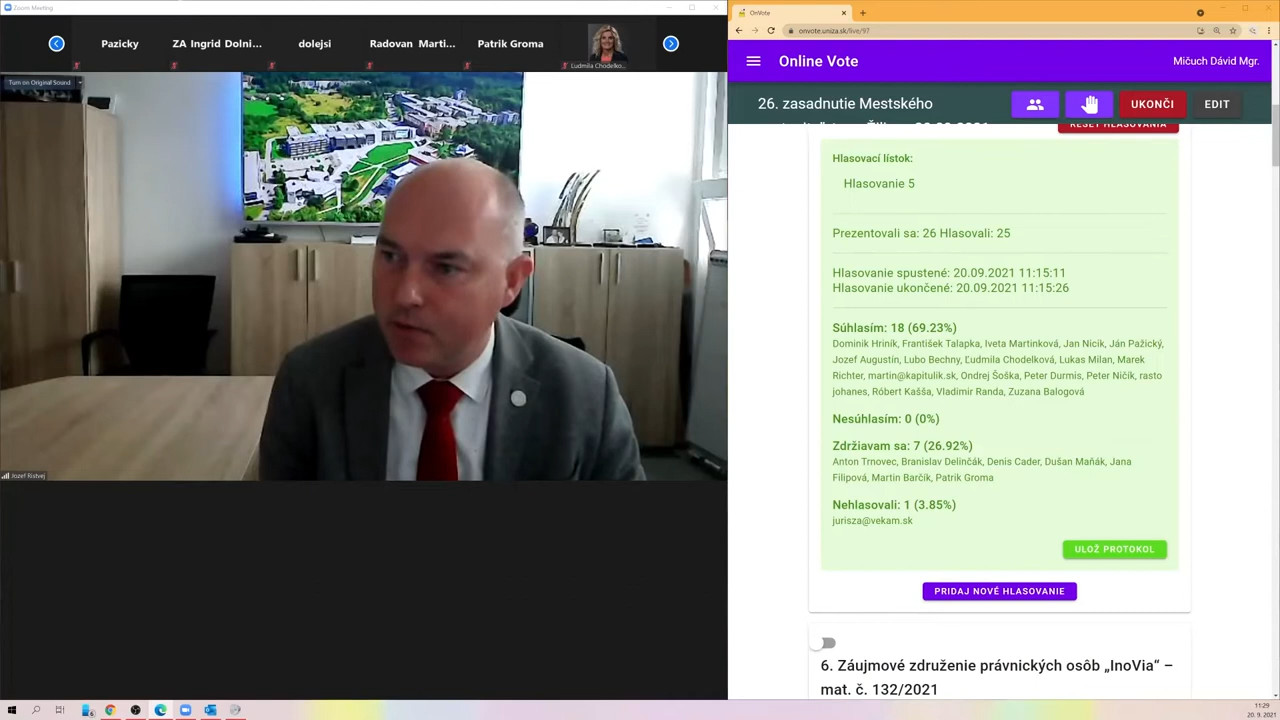 Zoom Meeting
Pazicky
ZA Ingrid Dolni...
dolejsi
Radovan Marti...
Patrik Groma
Ľudmila Chodelko...
Turn on Original Sound
Jozef Ristvej
OnVote
onvote.uniza.sk/live/97
Online Vote
Mičuch Dávid Mgr.
26. zasadnutie Mestského
UKONČI
EDIT
RESET HLASOVANIA
Hlasovací lístok:
Hlasovanie 5
Prezentovali sa: 26 Hlasovali: 25
Hlasovanie spustené: 20.09.2021 11:15:11
Hlasovanie ukončené: 20.09.2021 11:15:26
Súhlasím: 18 (69.23%)
Dominik Hriník, František Talapka, Iveta Martinková, Jan Nicík, Ján Pažický,
Jozef Augustín, Lubo Bechny, Ľudmila Chodelková, Lukas Milan, Marek
Richter, martin@kapitulik.sk, Ondrej Šoška, Peter Durmis, Peter Ničík, rasto
johanes, Róbert Kašša, Vladimir Randa, Zuzana Balogová
Nesúhlasím: 0 (0%)
Zdržiavam sa: 7 (26.92%)
Anton Trnovec, Branislav Delinčák, Denis Cader, Dušan Maňák, Jana
Filipová, Martin Barčík, Patrik Groma
Nehlasovali: 1 (3.85%)
jurisza@vekam.sk
ULOŽ PROTOKOL
PRIDAJ NOVÉ HLASOVANIE
6. Záujmové združenie právnických osôb „InoVia“ –
mat. č. 132/2021
11:29
20. 9. 2021